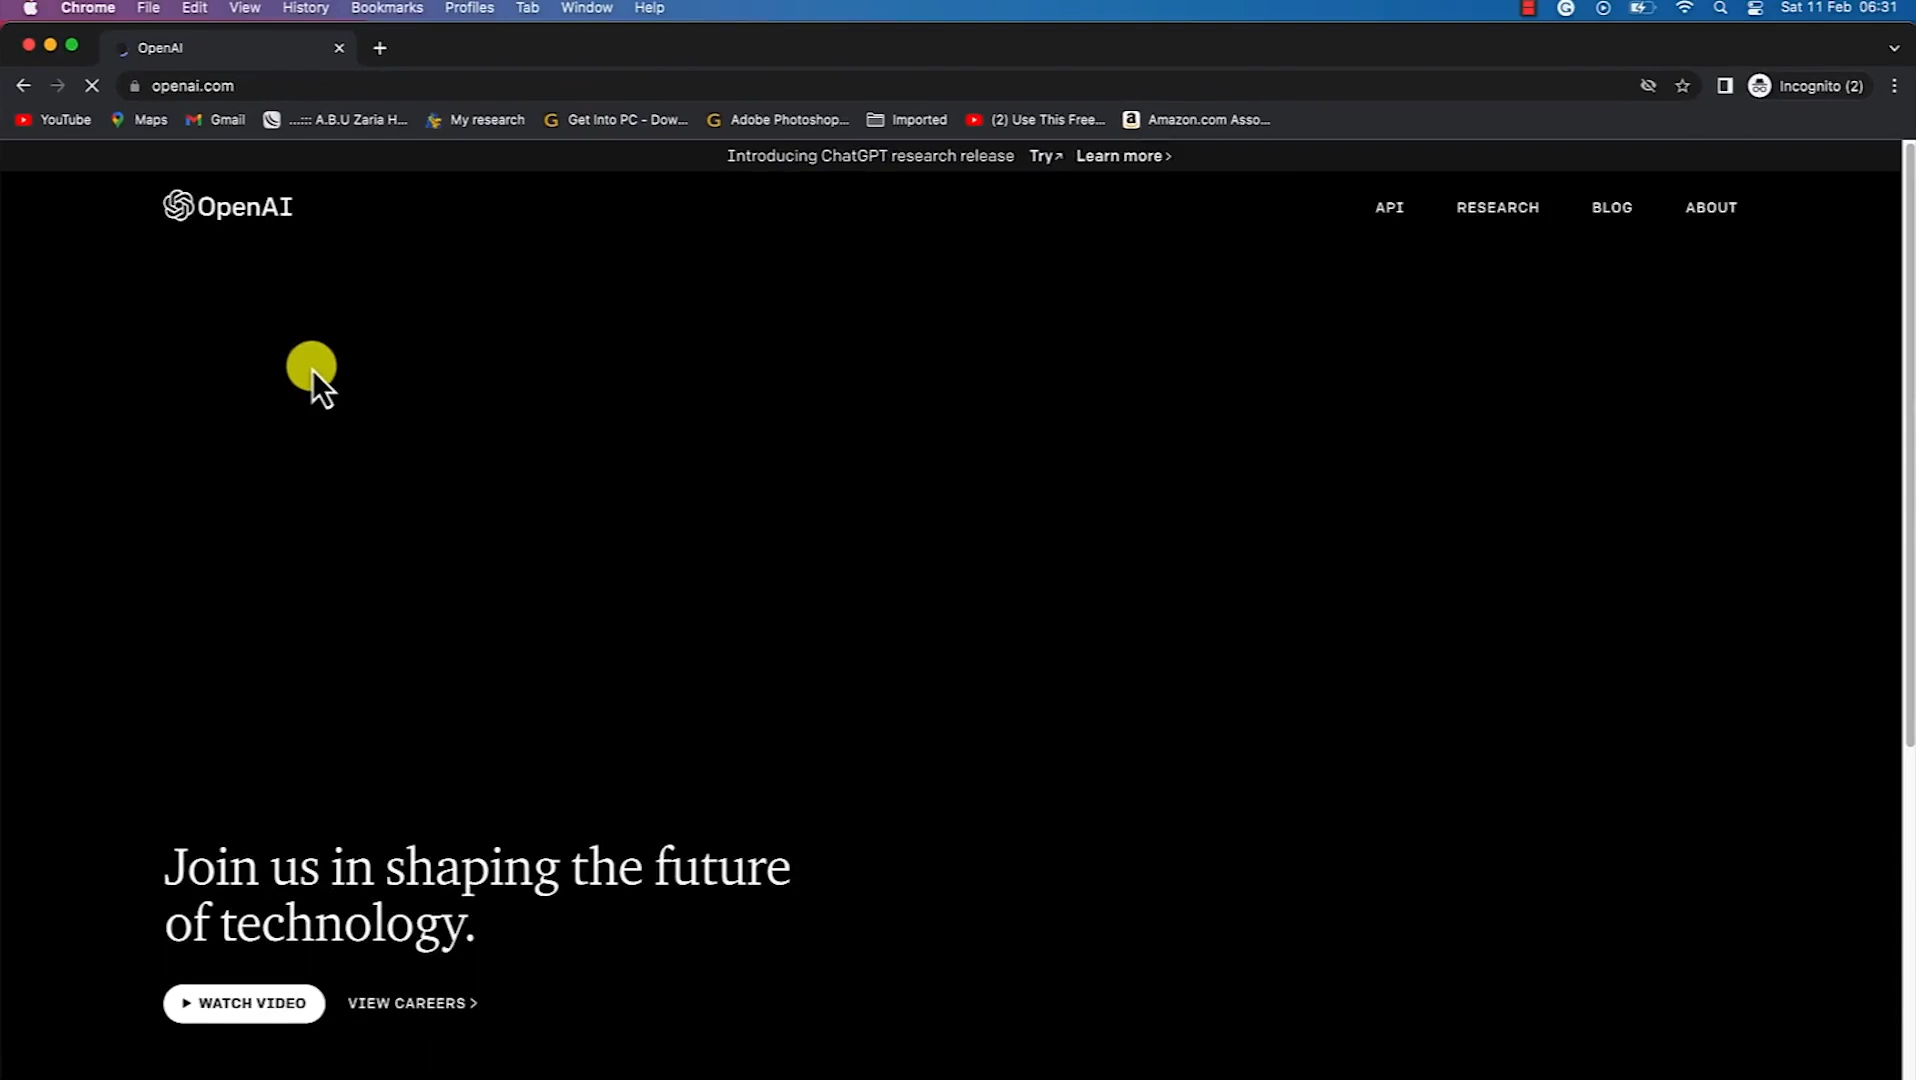 Chrome File Edit View History Bookmarks Profiles Tab Window Help Sat 11 Feb 06:31
OpenAI
openai.com Incognito (2)
YouTube Maps Gmail ...::: A.B.U Zaria H... My research Get Into PC - Dow... Adobe Photoshop... Imported (2) Use This Free... Amazon.com Asso...
Introducing ChatGPT research release Try↗ Learn more >
OpenAI API RESEARCH BLOG ABOUT
Join us in shaping the future
of technology.
WATCH VIDEO VIEW CAREERS >